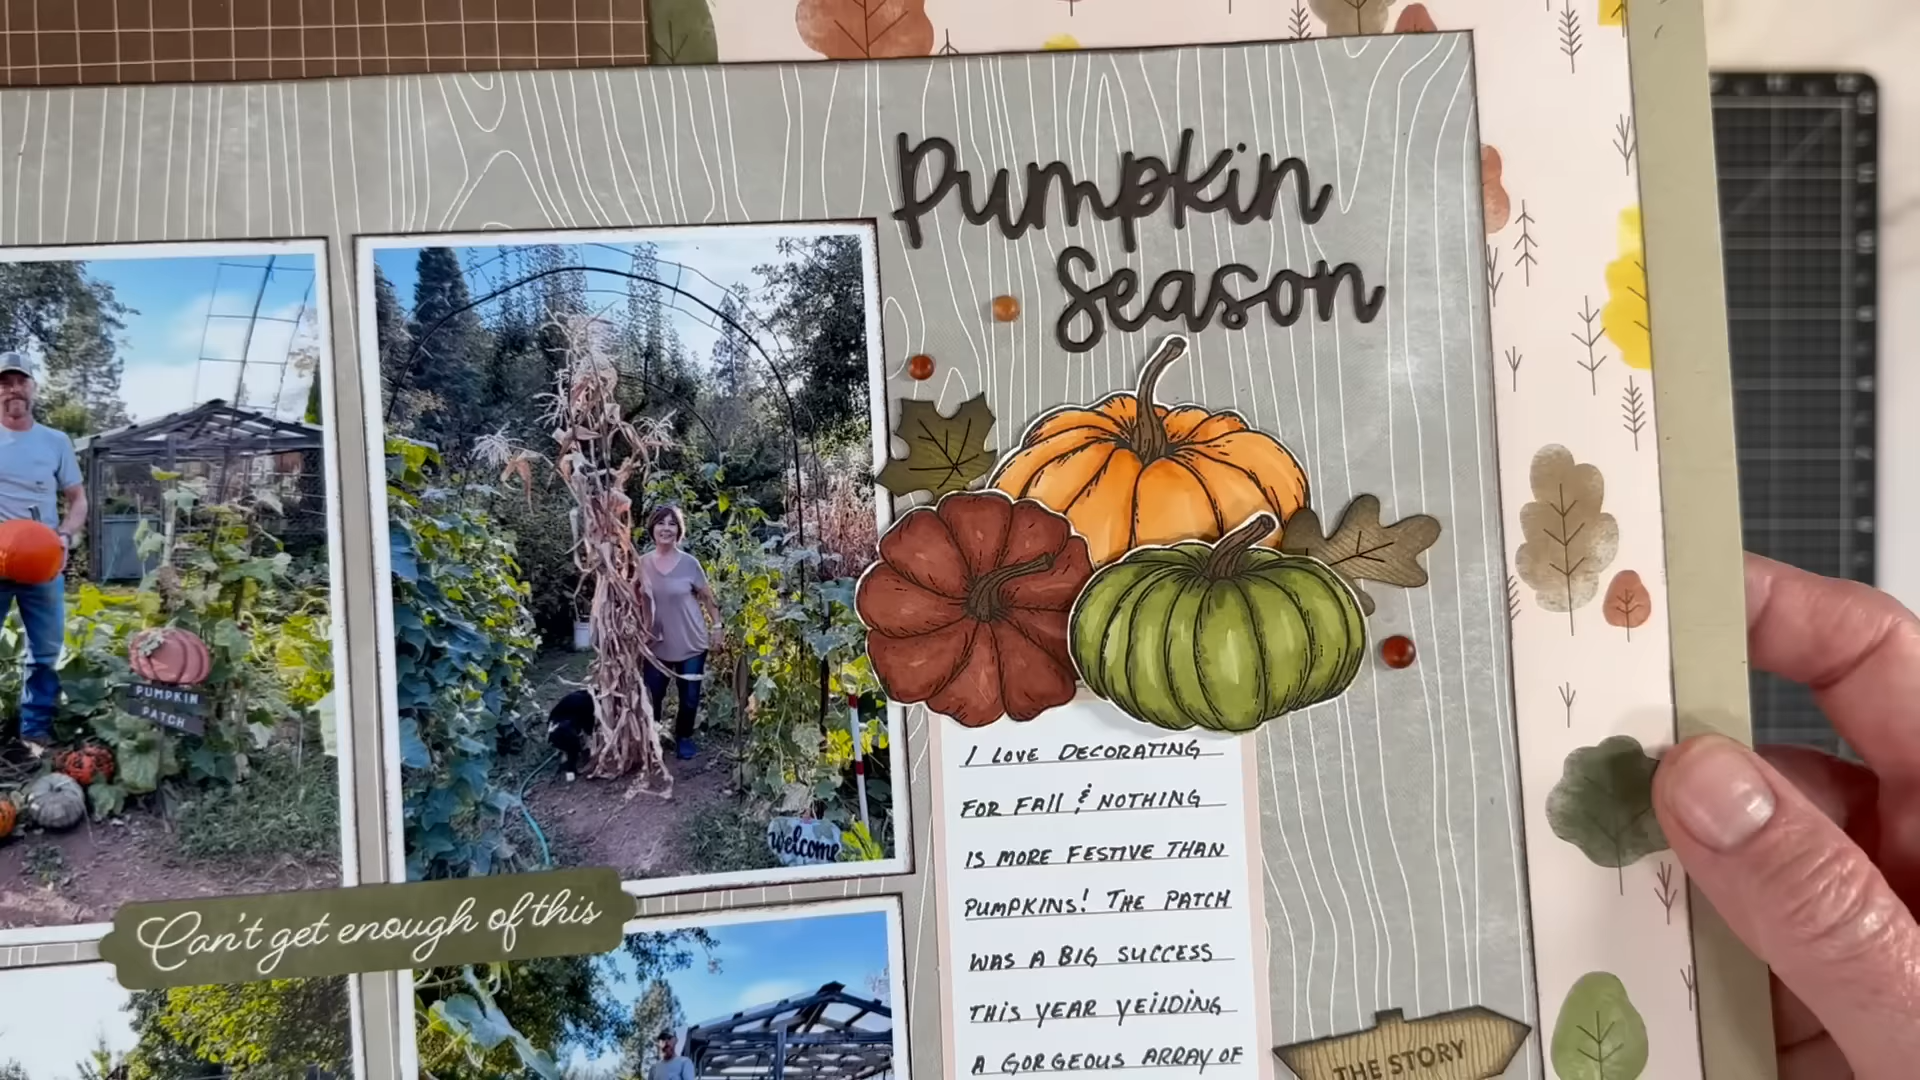 Pumpkin
Season
PUMPKIN
PATCH
welcome
Can't get enough of this
I LOVE DECORATING
FOR FALL & NOTHING
IS MORE FESTIVE THAN
PUMPKINS! THE PATCH
WAS A BIG SUCCESS
THIS YEAR YEILDING
A GORGEOUS ARRAY OF
THE STORY